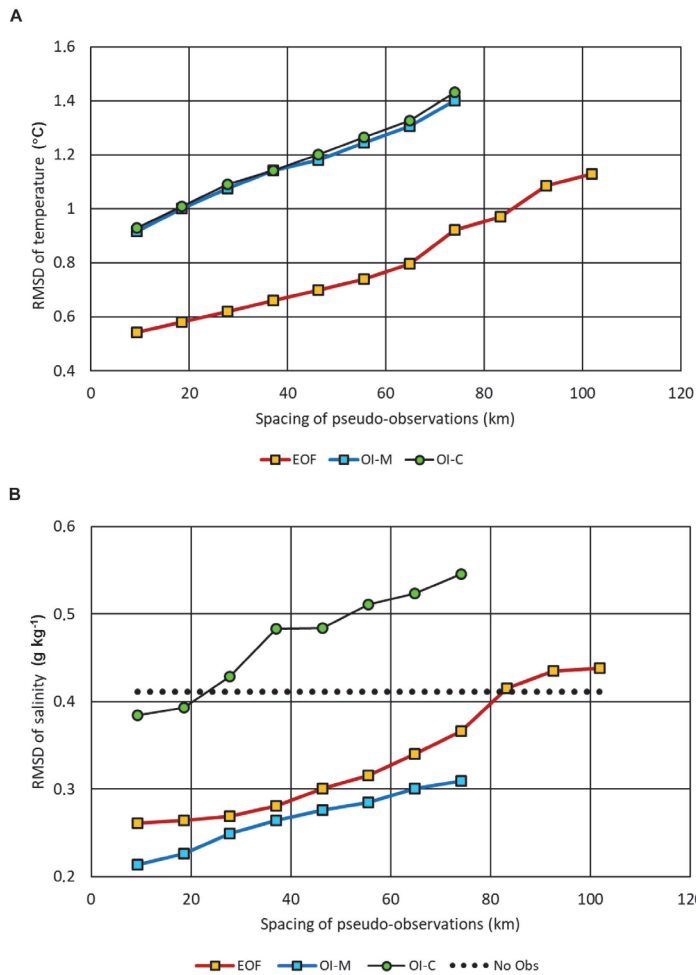 A
1.6
1.4
1.2
1
0.8
0.6
0.4
RMSD of temperature (°C)
0 20 40 60 80 100 120
Spacing of pseudo-observations (km)
EOF OI-M OI-C
B
0.6
0.5
0.4
0.3
0.2
RMSD of salinity (g kg-1)
0 20 40 60 80 100 120
Spacing of pseudo-observations (km)
EOF OI-M OI-C No Obs